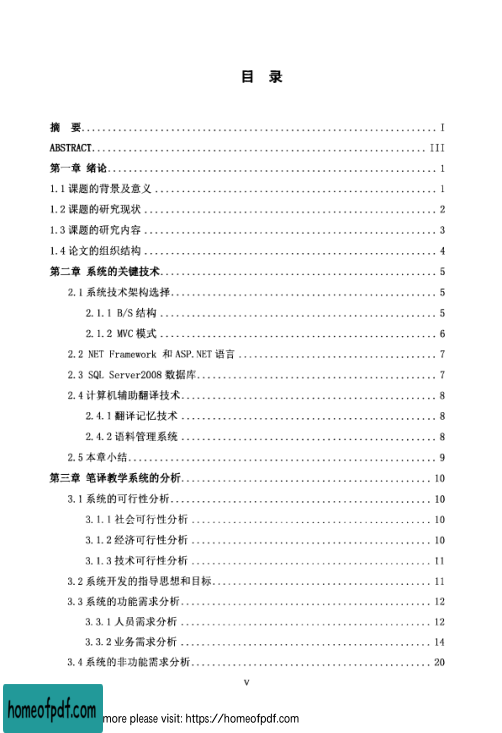 目 录
摘 要 I
ABSTRACT III
第一章 绪论 1
1.1 课题的背景及意义 1
1.2 课题的研究现状 2
1.3 课题的研究内容 3
1.4 论文的组织结构 4
第二章 系统的关键技术 5
2.1 系统技术架构选择 5
2.1.1 B/S 结构 5
2.1.2 MVC 模式 6
2.2 NET Framework 和 ASP.NET 语言 7
2.3 SQL Server2008 数据库 7
2.4 计算机辅助翻译技术 8
2.4.1 翻译记忆技术 8
2.4.2 语料管理系统 8
2.5 本章小结 9
第三章 笔译教学系统的分析 10
3.1 系统的可行性分析 10
3.1.1 社会可行性分析 10
3.1.2 经济可行性分析 10
3.1.3 技术可行性分析 11
3.2 系统开发的指导思想和目标 11
3.3 系统的功能需求分析 12
3.3.1 人员需求分析 12
3.3.2 业务需求分析 14
3.4 系统的非功能需求分析 20
V
homeofpdf.com
more please visit: https://homeofpdf.com